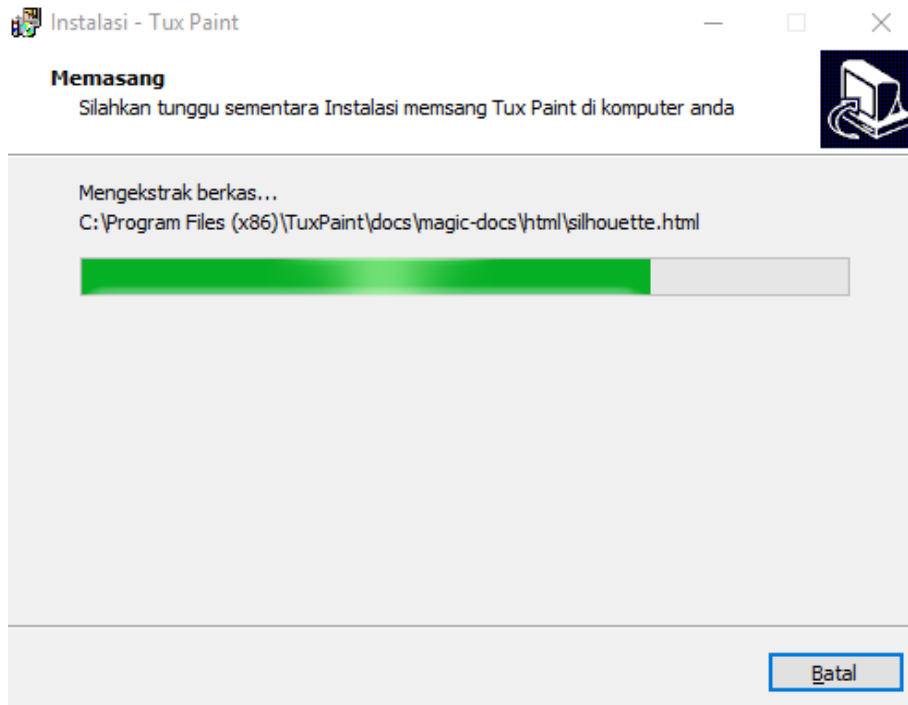 Instalasi - Tux Paint
Memasang
Silahkan tunggu sementara Instalasi memsang Tux Paint di komputer anda
Mengekstrak berkas...
C:\Program Files (x86)\TuxPaint\docs\magic-docs\html\silhouette.html
Batal